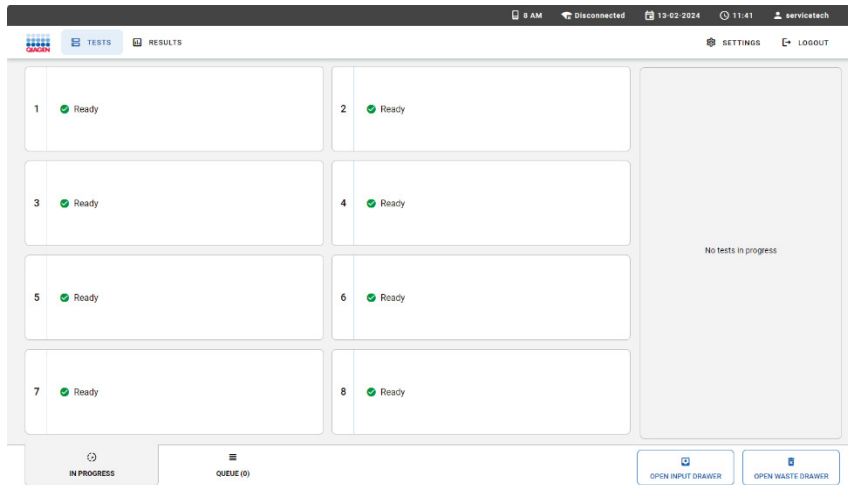 8 AM Disconnected 13-02-2024 11:41 servicetech
QIAGEN TESTS RESULTS SETTINGS LOGOUT
1 Ready
2 Ready
3 Ready
4 Ready
No tests in progress
5 Ready
6 Ready
7 Ready
8 Ready
IN PROGRESS
QUEUE (0)
OPEN INPUT DRAWER
OPEN WASTE DRAWER